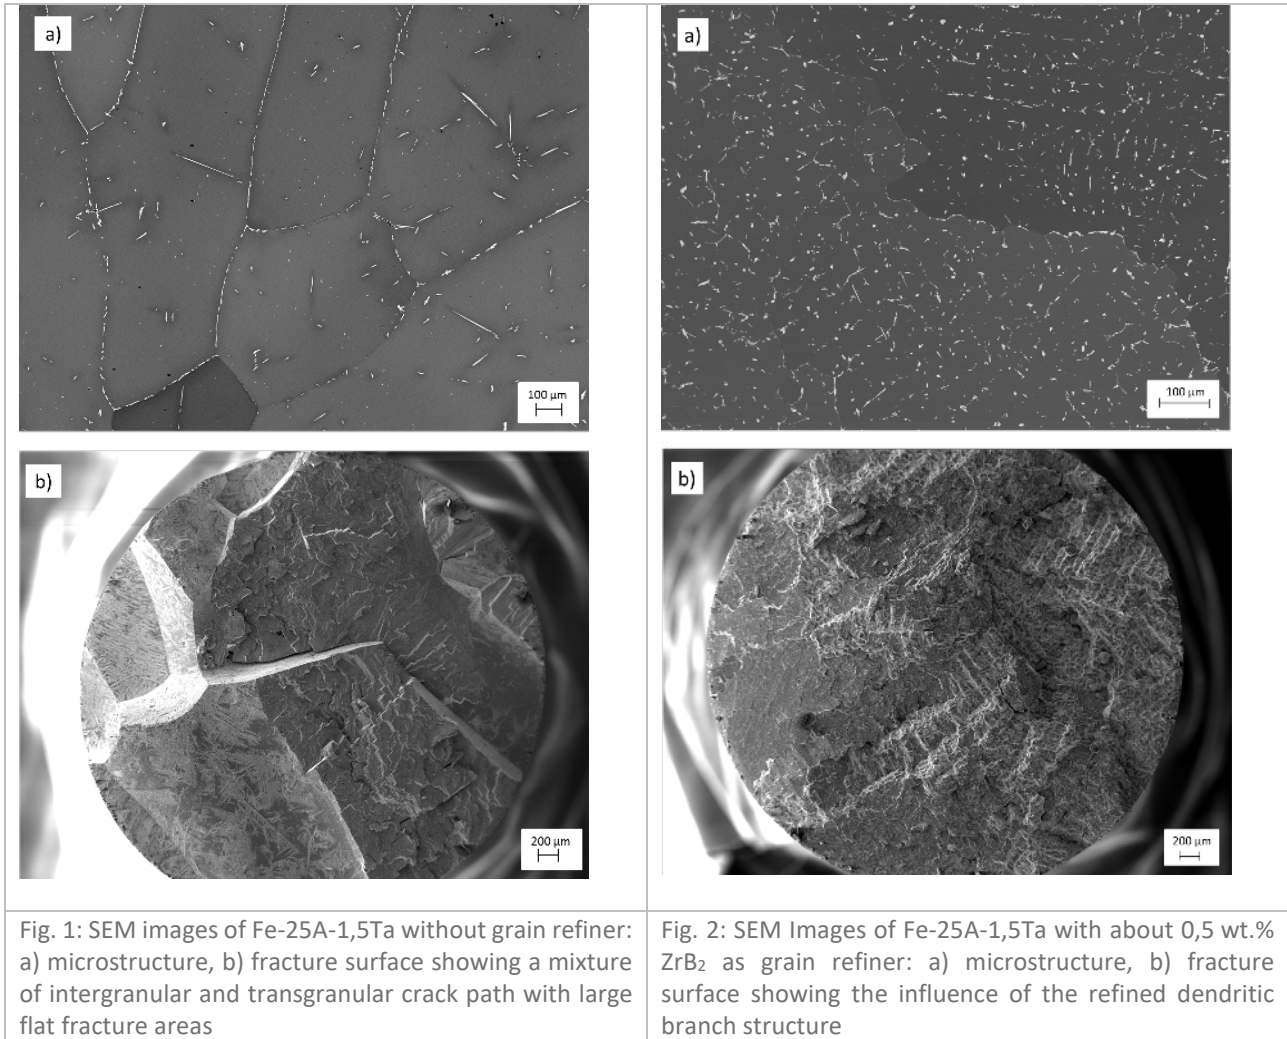 a)
100 µm
b)
200 µm
a)
100 µm
b)
200 µm
Fig. 1: SEM images of Fe-25A-1,5Ta without grain refiner:
a) microstructure, b) fracture surface showing a mixture
of intergranular and transgranular crack path with large
flat fracture areas
Fig. 2: SEM Images of Fe-25A-1,5Ta with about 0,5 wt.%
ZrB₂ as grain refiner: a) microstructure, b) fracture
surface showing the influence of the refined dendritic
branch structure